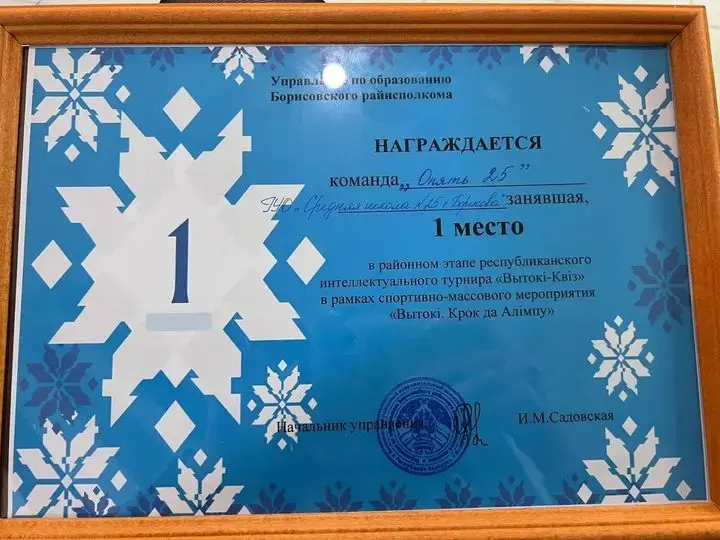 Управление по образованию
Борисовского райисполкома
НАГРАЖДАЕТСЯ
команда „Опять 25”
ГУО „Средняя школа №25 г. Борисова” занявшая,
1 место
1
в районном этапе республиканского
интеллектуального турнира «Вытокі-Квіз»
в рамках спортивно-массового мероприятия
«Вытокі. Крок да Алімпу»
Начальник управления
И.М.Садовская